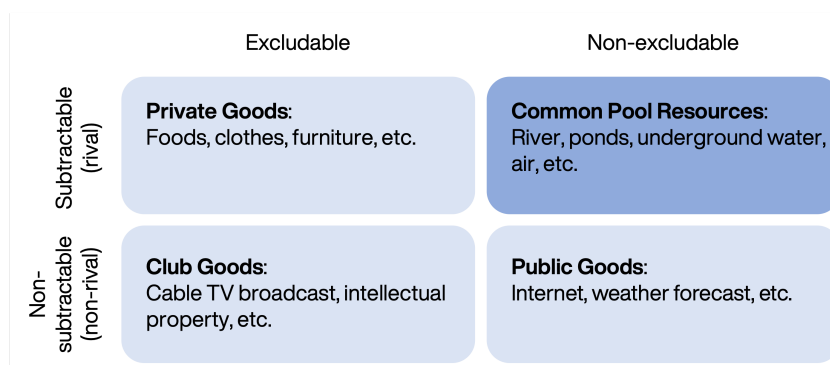 Excludable
Non-excludable
Subtractable
(rival)
Private Goods:
Foods, clothes, furniture, etc.
Common Pool Resources:
River, ponds, underground water,
air, etc.
Non-
subtractable
(non-rival)
Club Goods:
Cable TV broadcast, intellectual
property, etc.
Public Goods:
Internet, weather forecast, etc.